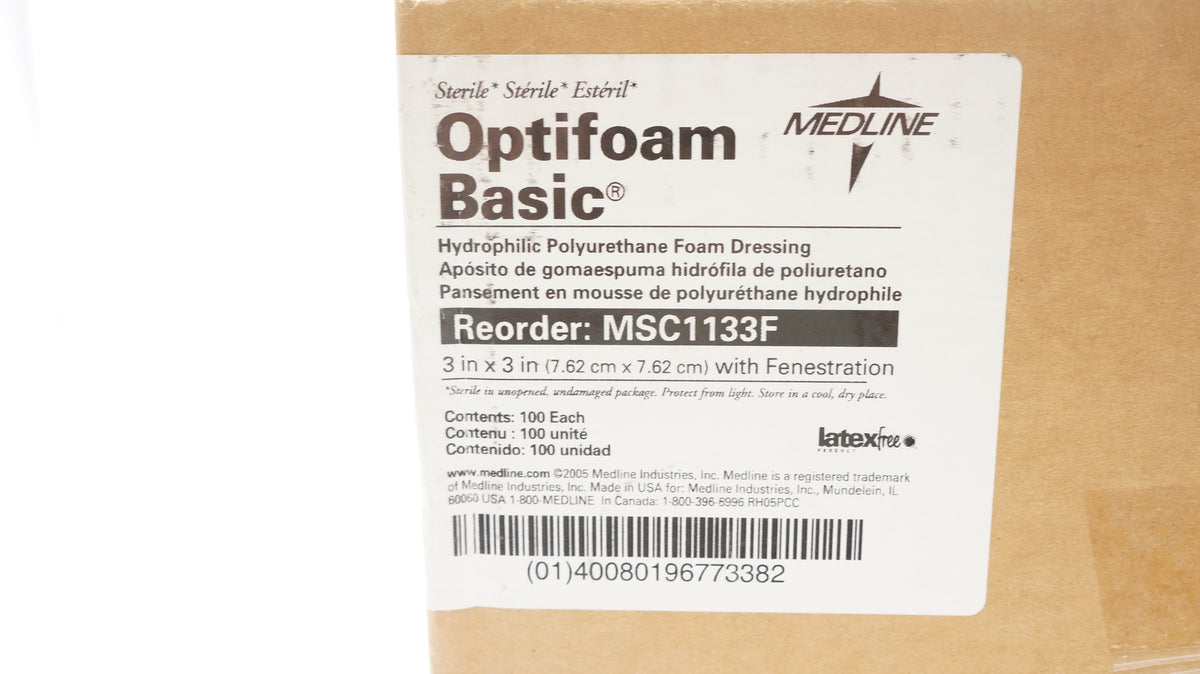 Sterile* Stérile* Estéril*
Optifoam
Basic®
MEDLINE
Hydrophilic Polyurethane Foam Dressing
Apósito de gomaespuma hidrófila de poliuretano
Pansement en mousse de polyuréthane hydrophile
Reorder: MSC1133F
3 in x 3 in (7.62 cm x 7.62 cm) with Fenestration
*Sterile in unopened, undamaged package. Protect from light. Store in a cool, dry place.
Contents: 100 Each
Contenu : 100 unité
Contenido: 100 unidad
latexfree
PRODUCT
www.medline.com ©2005 Medline Industries, Inc. Medline is a registered trademark
of Medline Industries, Inc. Made in USA for: Medline Industries, Inc., Mundelein, IL
60060 USA 1-800-MEDLINE In Canada: 1-800-396-6996 RH05PCC
(01)40080196773382